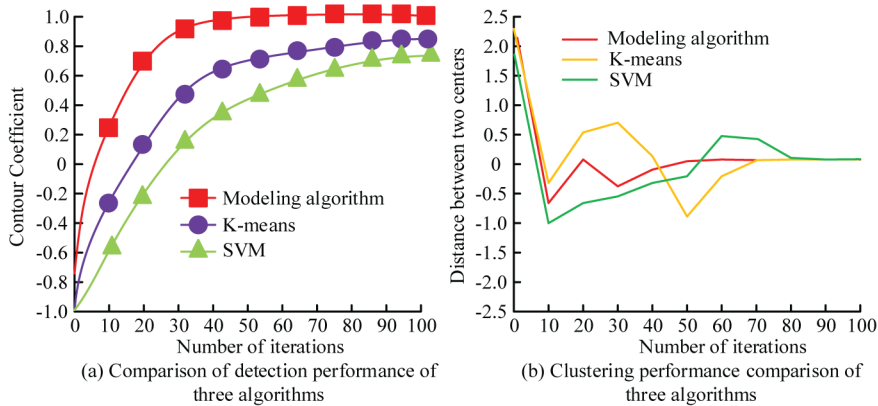 1.0
0.8
0.6
0.4
0.2
0
-0.2
-0.4
-0.6
-0.8
-1.0
Contour Coefficient
Modeling algorithm
K-means
SVM
0 10 20 30 40 50 60 70 80 90 100
Number of iterations
(a) Comparison of detection performance of
three algorithms
2.5
2.0
1.5
1.0
0.5
0
-0.5
-1.0
-1.5
-2.0
-2.5
Distance between two centers
Modeling algorithm
K-means
SVM
0 10 20 30 40 50 60 70 80 90 100
Number of iterations
(b) Clustering performance comparison of
three algorithms